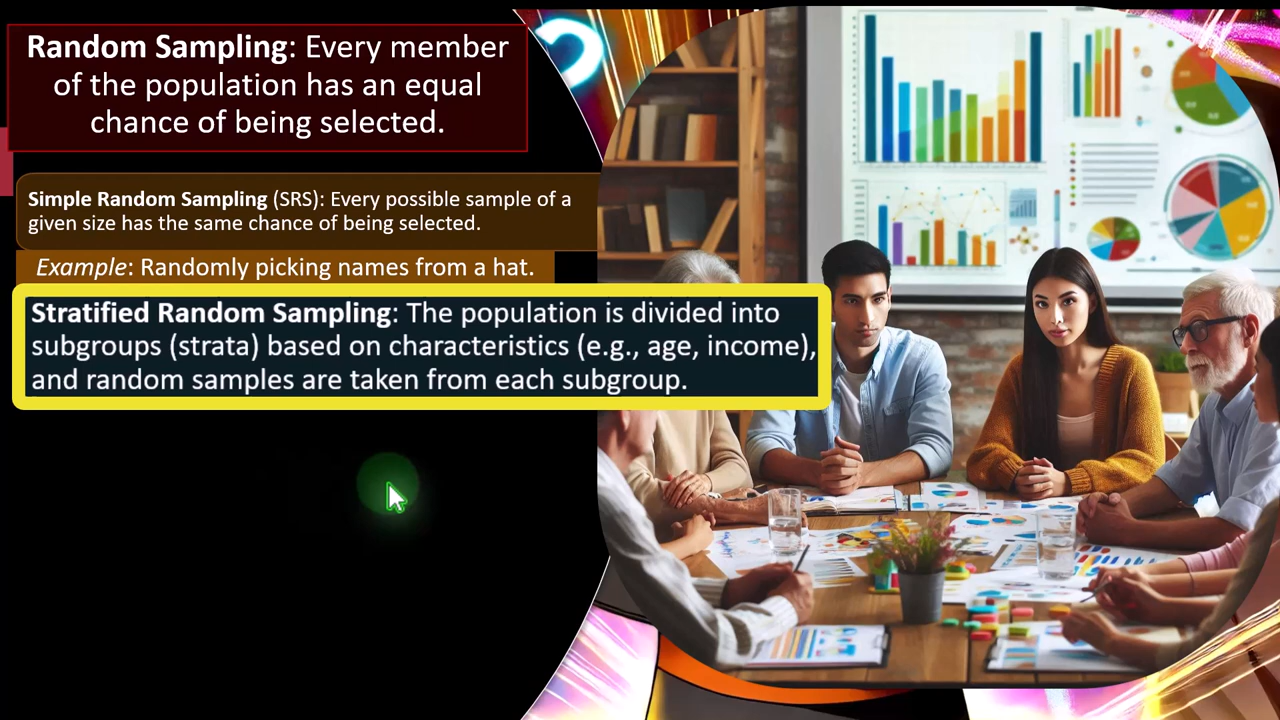 Random Sampling: Every member
of the population has an equal
chance of being selected.
Simple Random Sampling (SRS): Every possible sample of a
given size has the same chance of being selected.
Example: Randomly picking names from a hat.
Stratified Random Sampling: The population is divided into
subgroups (strata) based on characteristics (e.g., age, income),
and random samples are taken from each subgroup.